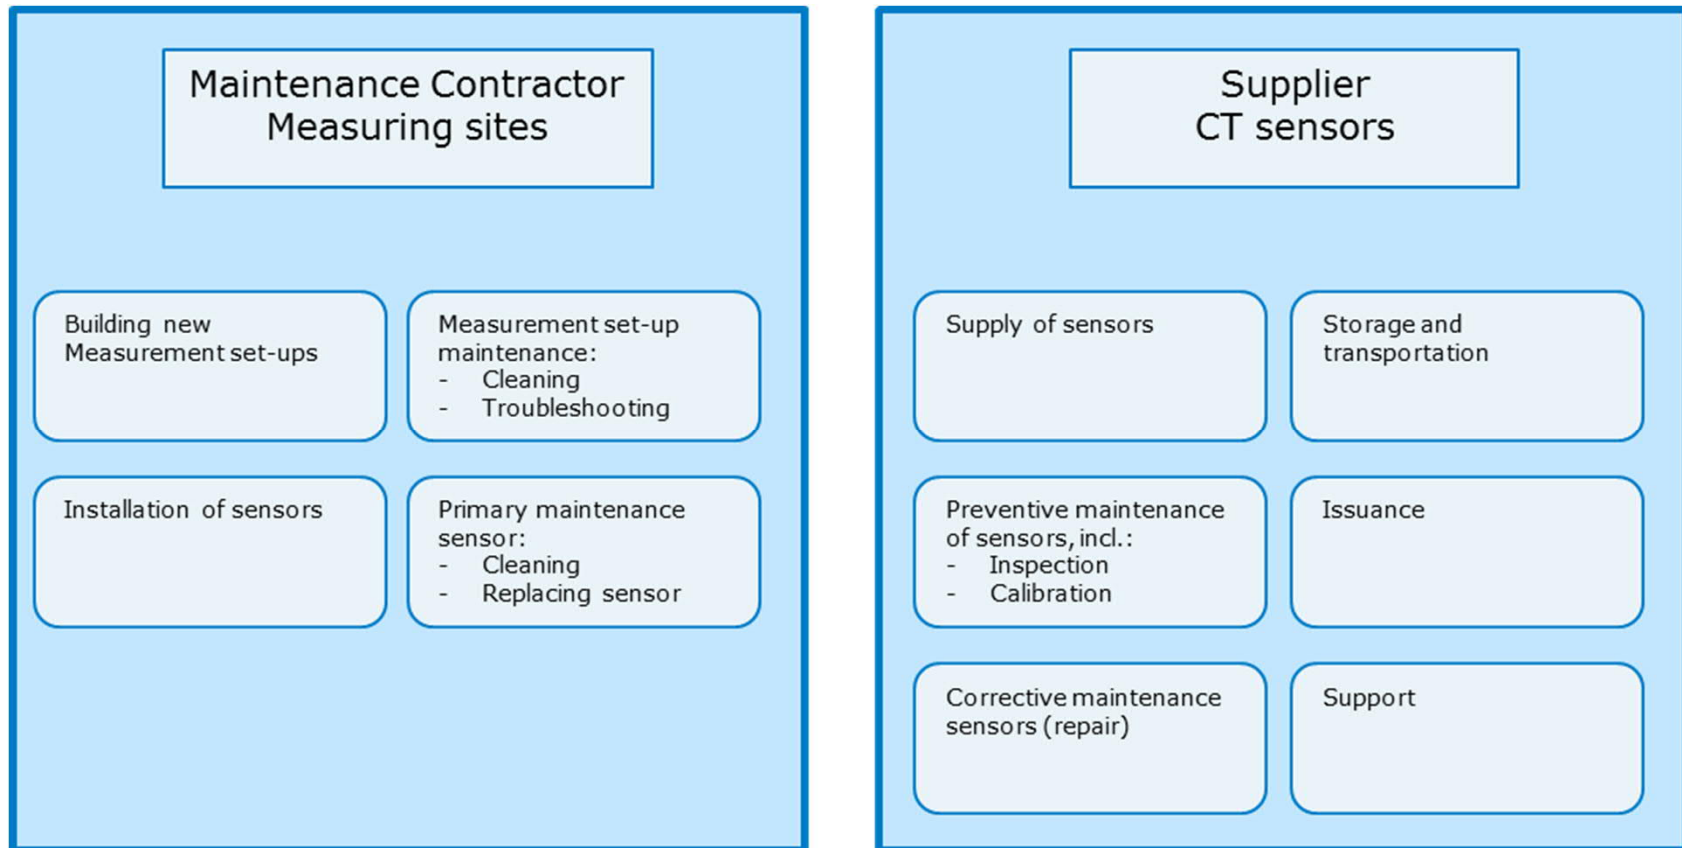 Maintenance Contractor
Measuring sites
Building new
Measurement set-ups
Measurement set-up
maintenance:
- Cleaning
- Troubleshooting
Installation of sensors
Primary maintenance
sensor:
- Cleaning
- Replacing sensor
Supplier
CT sensors
Supply of sensors
Storage and
transportation
Preventive maintenance
of sensors, incl.:
- Inspection
- Calibration
Issuance
Corrective maintenance
sensors (repair)
Support